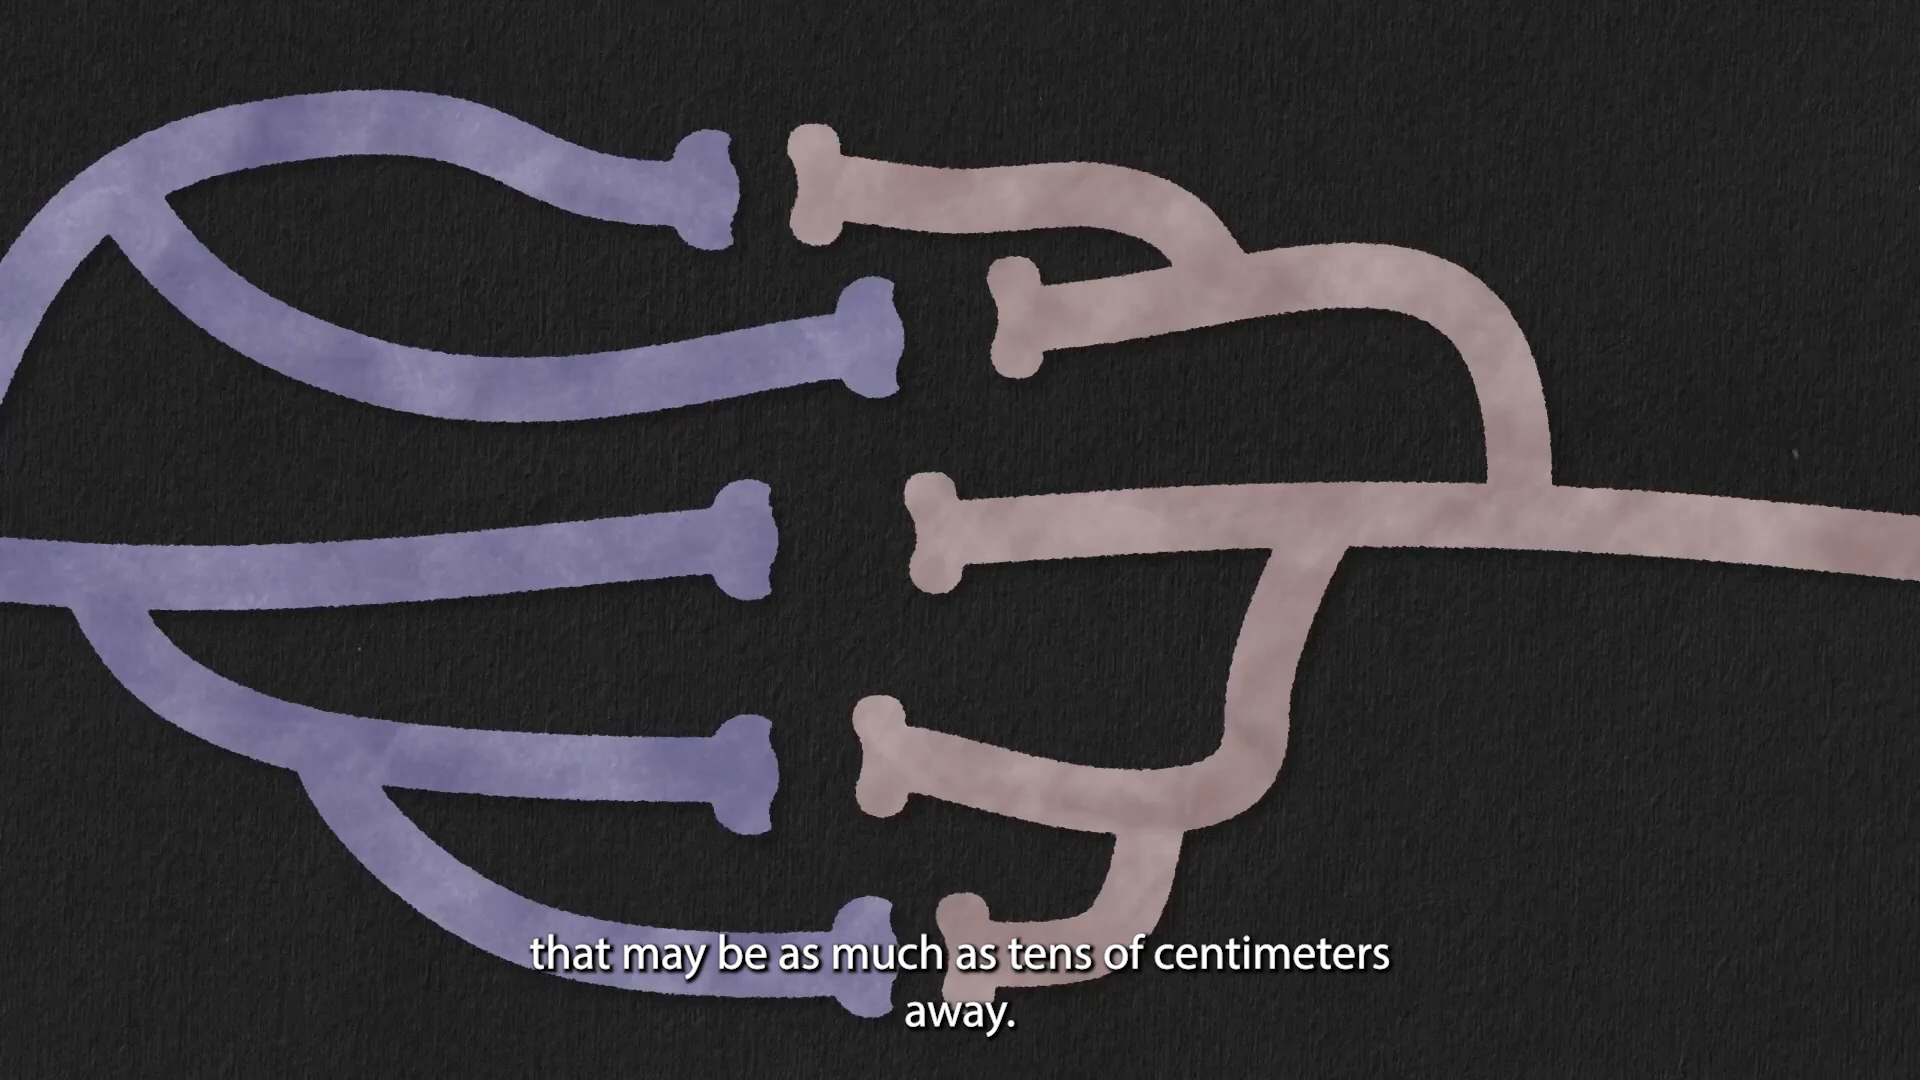 that may be as much as tens of centimeters
away.